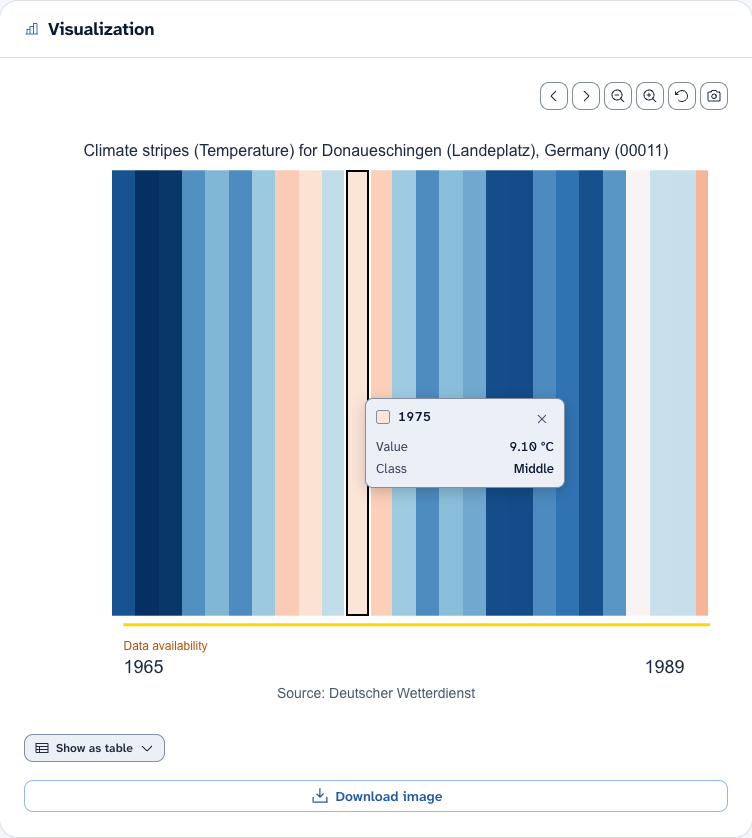 Visualization
Climate stripes (Temperature) for Donaueschingen (Landeplatz), Germany (00011)
1975
Value 9.10 °C
Class Middle
Data availability
1965 1989
Source: Deutscher Wetterdienst
Show as table
Download image